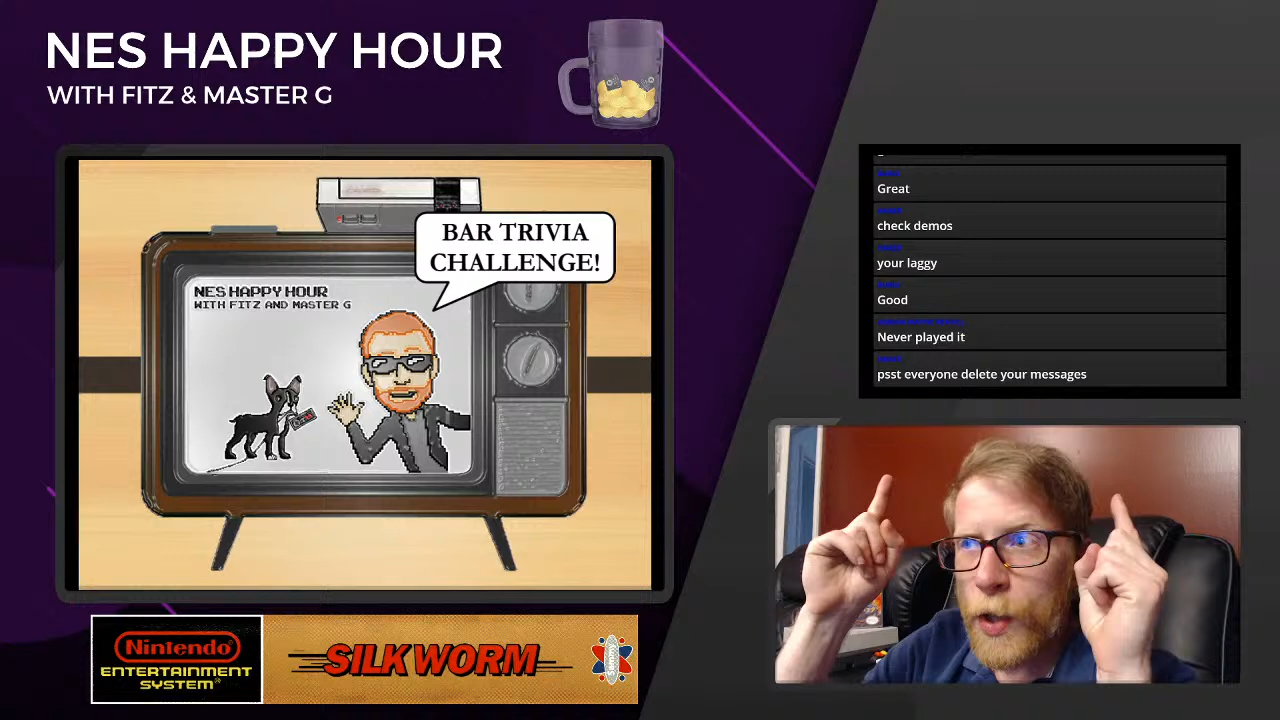 NES HAPPY HOUR
WITH FITZ & MASTER G
BAR TRIVIA
CHALLENGE!
NES HAPPY HOUR
WITH FITZ AND MASTER G
Great
check demos
your laggy
Good
Never played it
psst everyone delete your messages
Nintendo®
ENTERTAINMENT
SYSTEM
SILKWORM